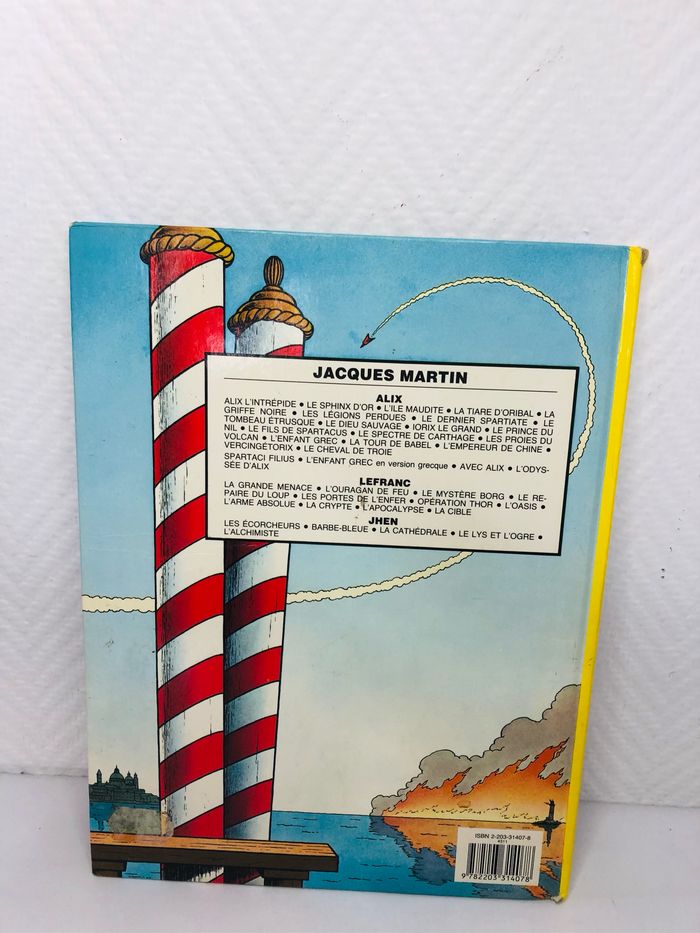 JACQUES MARTIN
ALIX
ALIX L'INTRÉPIDE • LE SPHINX D'OR • L'ILE MAUDITE • LA TIARE D'ORIBAL • LA
GRIFFE NOIRE • LES LÉGIONS PERDUES • LE DERNIER SPARTIATE • LE
TOMBEAU ÉTRUSQUE • LE DIEU SAUVAGE • IORIX LE GRAND • LE PRINCE DU
NIL • LE FILS DE SPARTACUS • LE SPECTRE DE CARTHAGE • LES PROIES DU
VOLCAN • L'ENFANT GREC • LA TOUR DE BABEL • L'EMPEREUR DE CHINE •
VERCINGÉTORIX • LE CHEVAL DE TROIE
SPARTACI FILIUS • L'ENFANT GREC en version grecque • AVEC ALIX • L'ODYS-
SÉE D'ALIX
LEFRANC
LA GRANDE MENACE • L'OURAGAN DE FEU • LE MYSTÈRE BORG • LE RE-
PAIRE DU LOUP • LES PORTES DE L'ENFER • OPÉRATION THOR • L'OASIS •
L'ARME ABSOLUE • LA CRYPTE • L'APOCALYPSE • LA CIBLE
JHEN
LES ÉCORCHEURS • BARBE-BLEUE • LA CATHÉDRALE • LE LYS ET L'OGRE •
L'ALCHIMISTE
ISBN 2-203-31407-8
4311
9 782203 314078